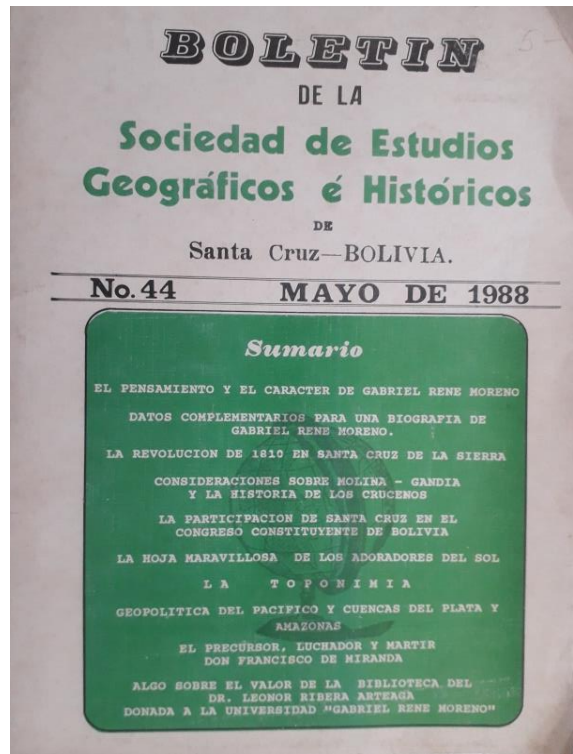 BOLETIN
DE LA
Sociedad de Estudios
Geográficos é Históricos
DE
Santa Cruz—BOLIVIA.
No. 44 MAYO DE 1988
Sumario
EL PENSAMIENTO Y EL CARACTER DE GABRIEL RENE MORENO
DATOS COMPLEMENTARIOS PARA UNA BIOGRAFIA DE
GABRIEL RENE MORENO.
LA REVOLUCION DE 1810 EN SANTA CRUZ DE LA SIERRA
CONSIDERACIONES SOBRE MOLINA - GANDIA
Y LA HISTORIA DE LOS CRUCENOS
LA PARTICIPACION DE SANTA CRUZ EN EL
CONGRESO CONSTITUYENTE DE BOLIVIA
LA HOJA MARAVILLOSA DE LOS ADORADORES DEL SOL
L A T O P O N I M I A
GEOPOLITICA DEL PACIFICO Y CUENCAS DEL PLATA Y
AMAZONAS
EL PRECURSOR, LUCHADOR Y MARTIR
DON FRANCISCO DE MIRANDA
ALGO SOBRE EL VALOR DE LA BIBLIOTECA DEL
DR. LEONOR RIBERA ARTEAGA
DONADA A LA UNIVERSIDAD "GABRIEL RENE MORENO"